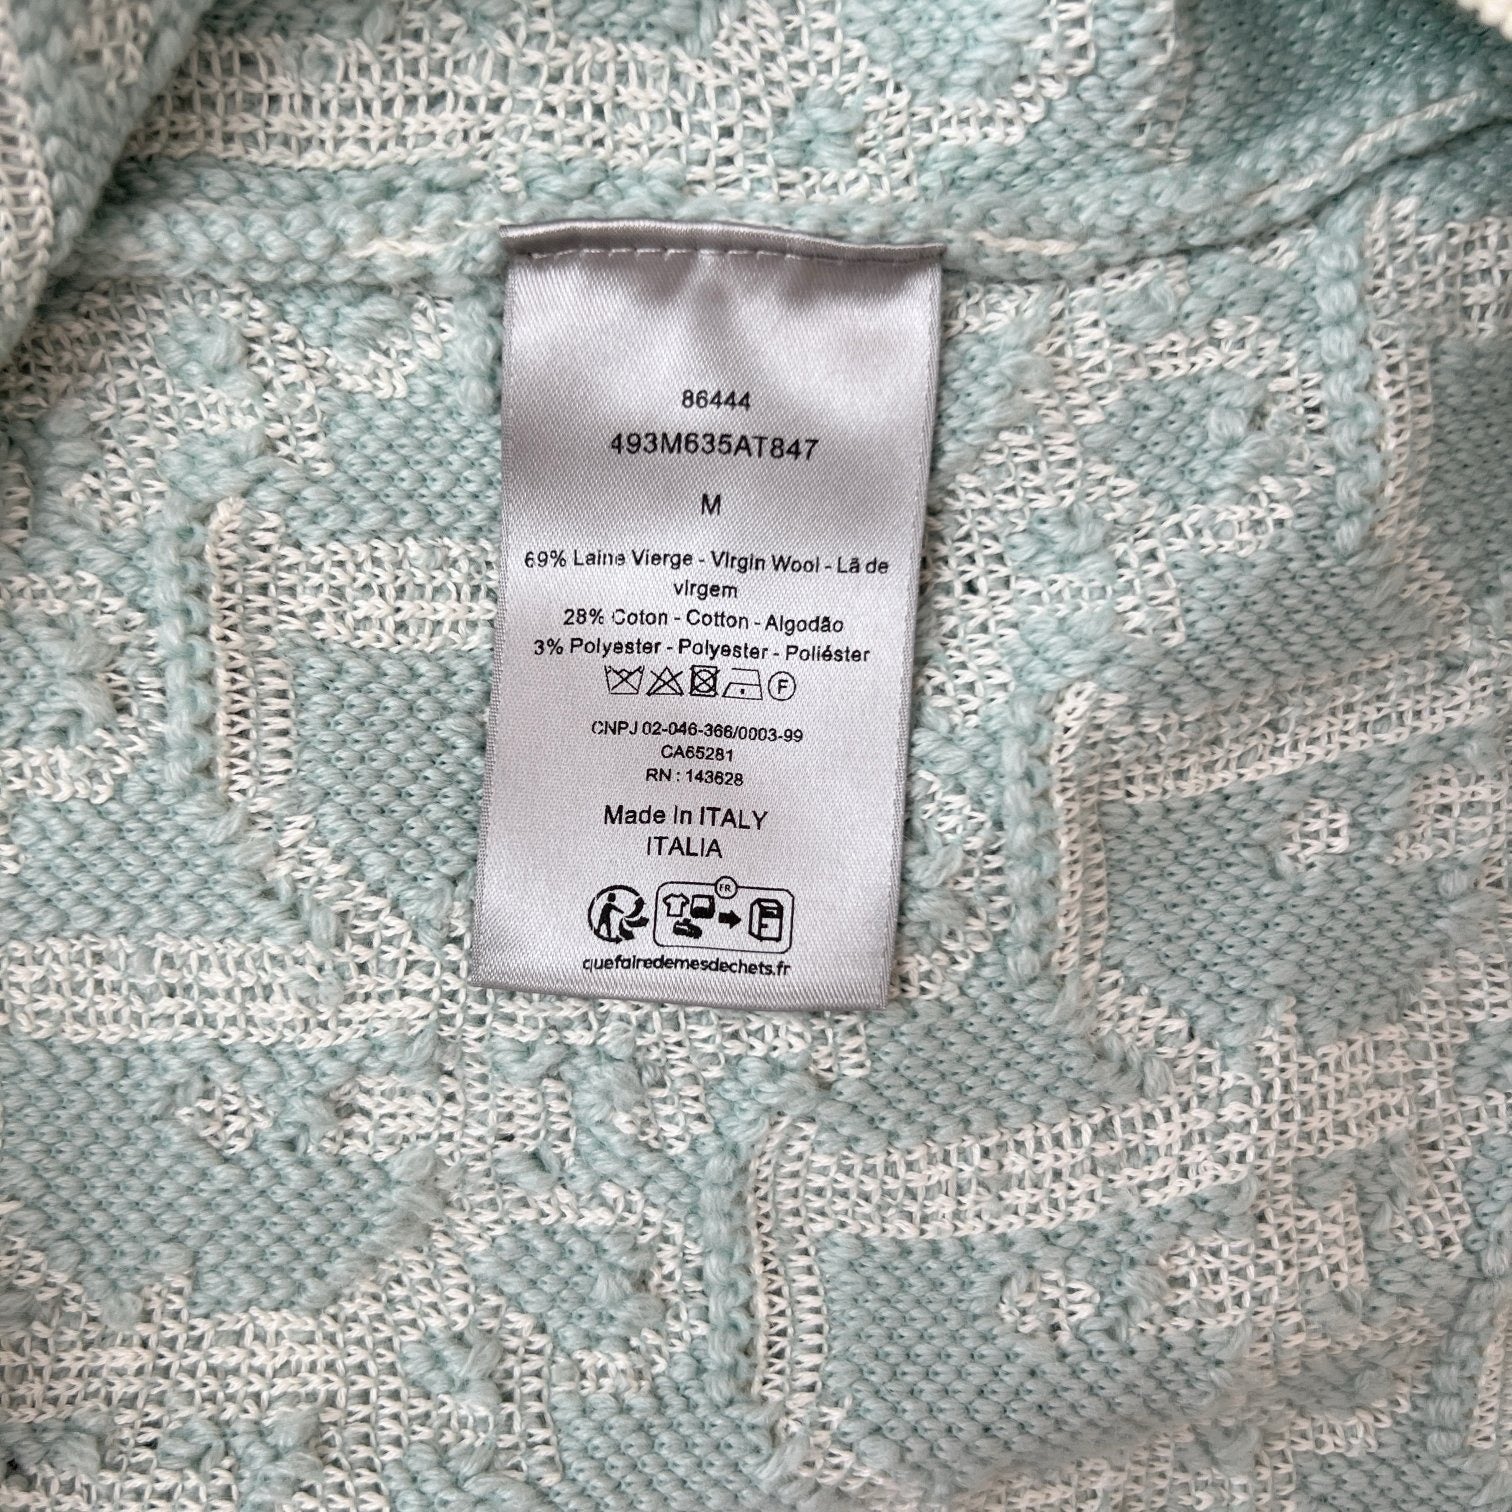 86444
493M635AT847
M
69% Laine Vierge - Virgin Wool - Lã de
virgem
28% Coton - Cotton - Algodão
3% Polyester - Polyester - Poliéster
F
CNPJ 02-046-366/0003-99
CA65281
RN : 143628
Made in ITALY
ITALIA
FR
quefairedemesdechets.fr